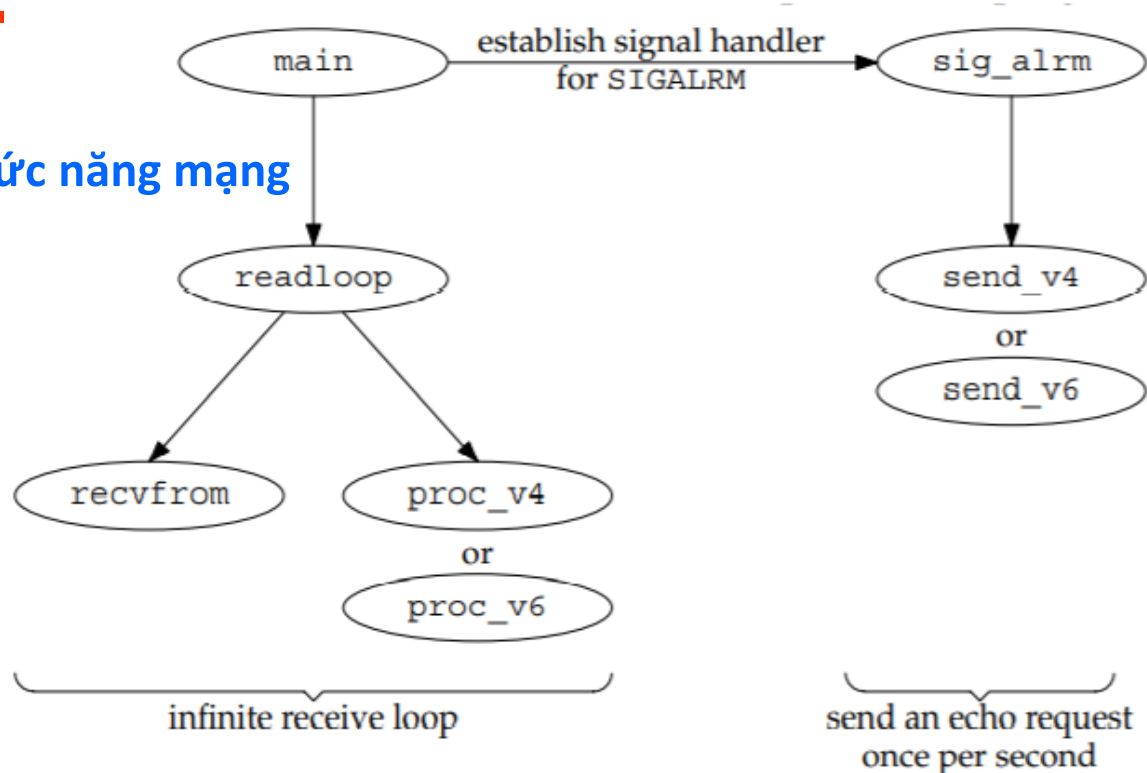 main
establish signal handler
for SIGALRM
sig_alrm
ức năng mạng
readloop
send_v4
or
send_v6
recvfrom
proc_v4
or
proc_v6
infinite receive loop
send an echo request
once per second